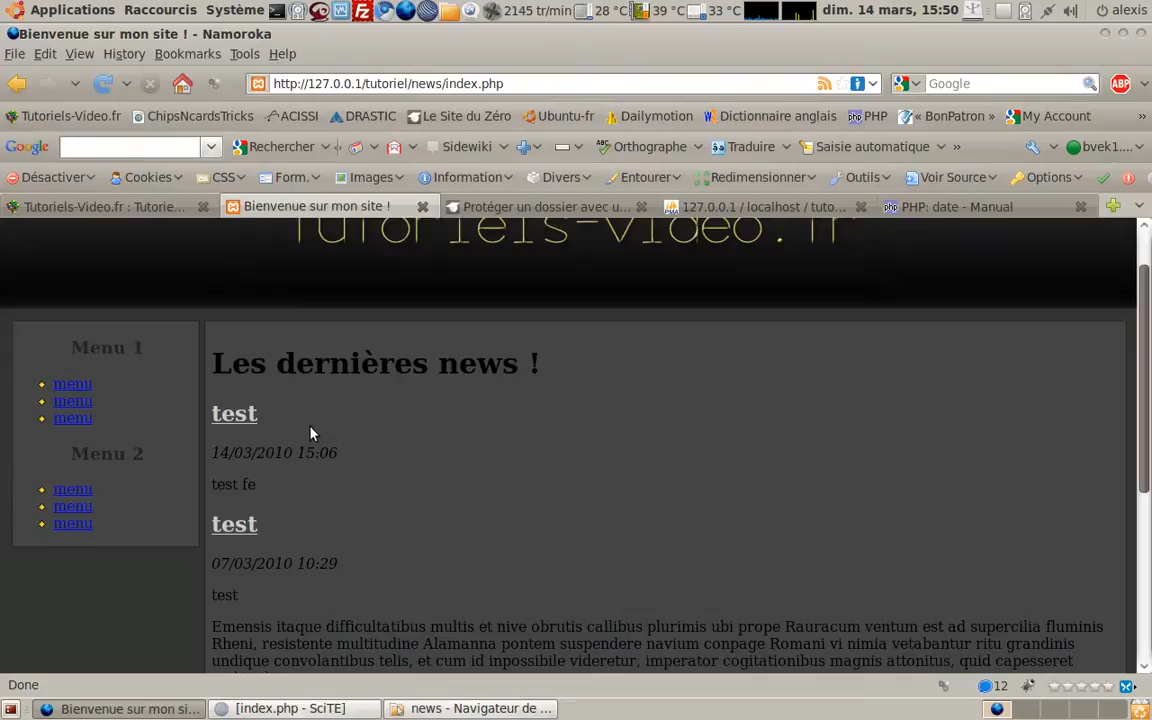 Applications Raccourcis Système 2145 tr/min 28 °C 39 °C 33 °C dim. 14 mars, 15:50 alexis
Bienvenue sur mon site ! - Namoroka
File Edit View History Bookmarks Tools Help
http://127.0.0.1/tutoriel/news/index.php Google ABP
Tutoriels-Video.fr ChipsNcardsTricks ACISSI DRASTIC Le Site du Zéro Ubuntu-fr Dailymotion Dictionnaire anglais PHP « BonPatron » My Account »
Google Rechercher Sidewiki Orthographe Traduire Saisie automatique » bvek1....
Désactiver Cookies CSS Form. Images Information Divers Entourer Redimensionner Outils Voir Source Options
Tutoriels-Video.fr : Tutorie... Bienvenue sur mon site ! Protéger un dossier avec u... 127.0.0.1 / localhost / tuto... PHP: date - Manual
Tutoriels-video.fr
Menu 1
menu
menu
menu
Menu 2
menu
menu
menu
Les dernières news !
test
14/03/2010 15:06
test fe
test
07/03/2010 10:29
test
Emensis itaque difficultatibus multis et nive obrutis callibus plurimis ubi prope Rauracum ventum est ad supercilia fluminis
Rheni, resistente multitudine Alamanna pontem suspendere navium conpage Romani vi nimia vetabantur ritu grandinis
undique convolantibus telis, et cum id inpossibile videretur, imperator cogitationibus magnis attonitus, quid capesseret
Done 12
Bienvenue sur mon si... [index.php - SciTE] news - Navigateur de ...